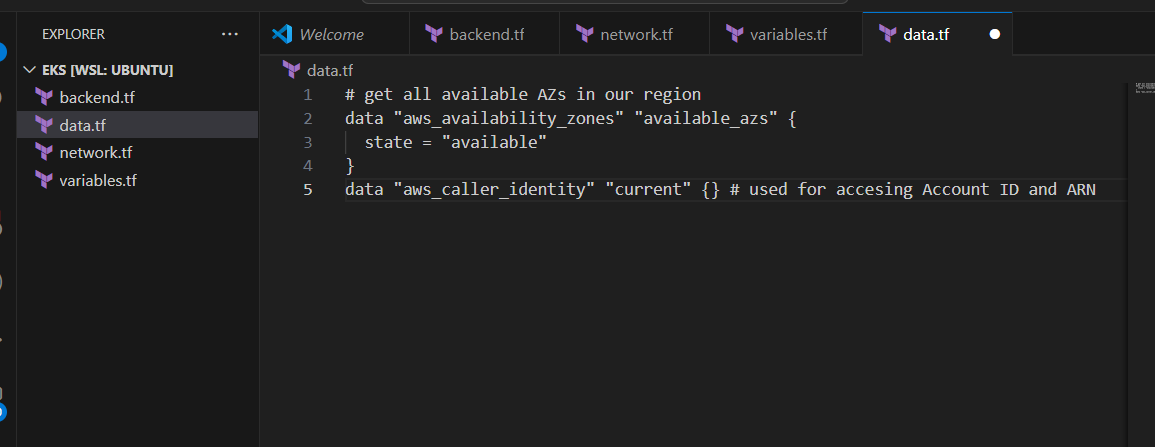 EXPLORER ...
Welcome backend.tf network.tf variables.tf data.tf
EKS [WSL: UBUNTU]
backend.tf
data.tf
network.tf
variables.tf
data.tf
1 # get all available AZs in our region
2 data "aws_availability_zones" "available_azs" {
3 state = "available"
4 }
5 data "aws_caller_identity" "current" {} # used for accesing Account ID and ARN